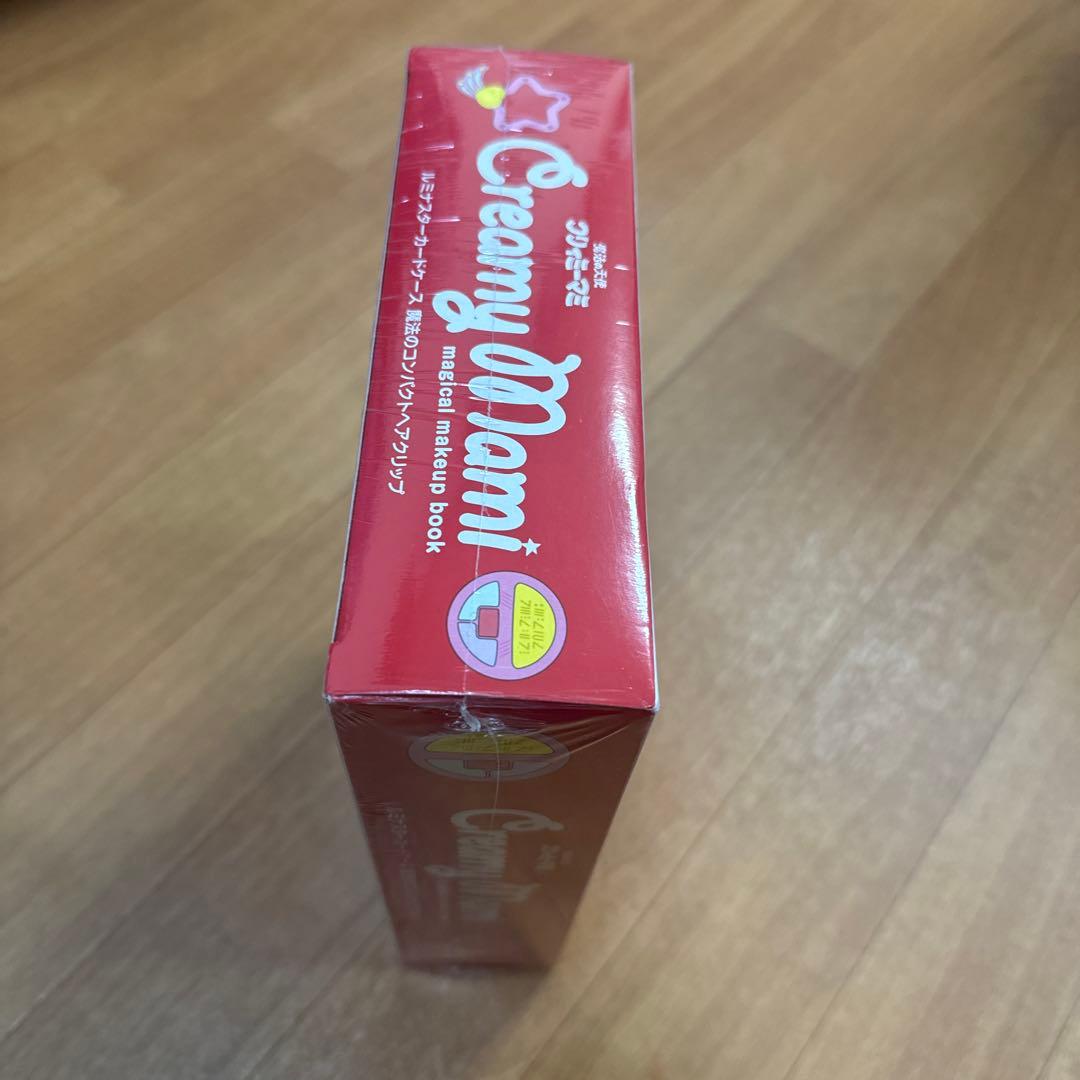 魔法の天使
クリィミーマミ
Creamy Mami
magical makeup book
ルミナスターカードケース 魔法のコンパクトヘアクリップ
Creamy Mami